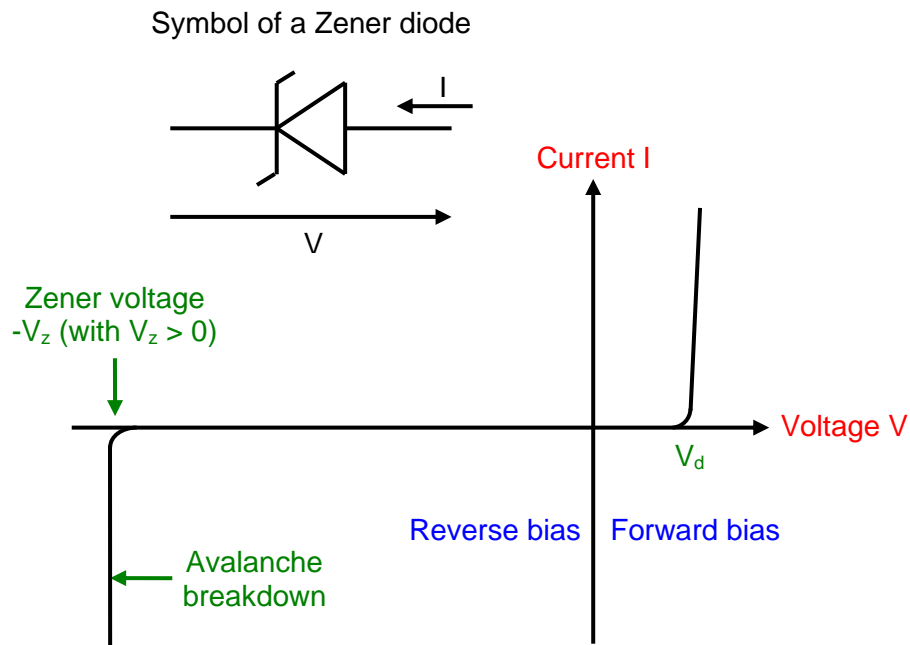 Symbol of a Zener diode
I
V
Current I
Zener voltage
-Vz (with Vz > 0)
Voltage V
Vd
Reverse bias
Forward bias
Avalanche
breakdown